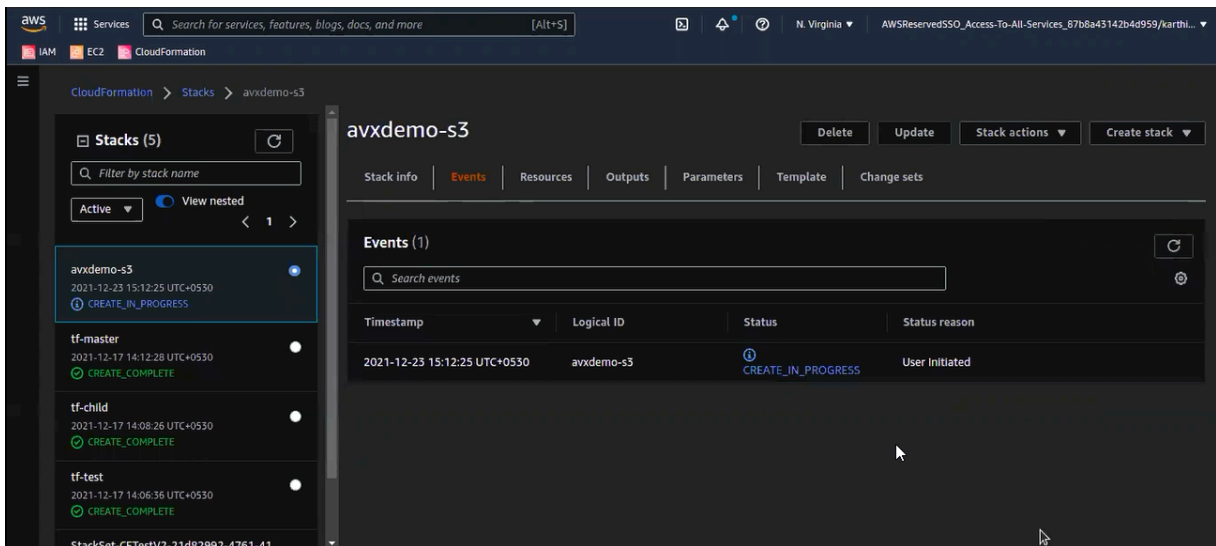 aws Services Search for services, features, blogs, docs, and more [Alt+S] N. Virginia ▼ AWSReservedSSO_Access-To-All-Services_87b8a43142b4d959/karthi... ▼
IAM EC2 CloudFormation
CloudFormation > Stacks > avxdemo-s3
Stacks (5)
Filter by stack name
Active ▼ View nested
< 1 >
avxdemo-s3
2021-12-23 15:12:25 UTC+0530
CREATE_IN_PROGRESS
tf-master
2021-12-17 14:12:28 UTC+0530
CREATE_COMPLETE
tf-child
2021-12-17 14:08:26 UTC+0530
CREATE_COMPLETE
tf-test
2021-12-17 14:06:36 UTC+0530
CREATE_COMPLETE
StackSet-CFTestV2-21d82992-4761-41
avxdemo-s3
Delete Update Stack actions ▼ Create stack ▼
Stack info Events Resources Outputs Parameters Template Change sets
Events (1)
Search events
Timestamp ▼ Logical ID Status Status reason
2021-12-23 15:12:25 UTC+0530 avxdemo-s3 CREATE_IN_PROGRESS User Initiated